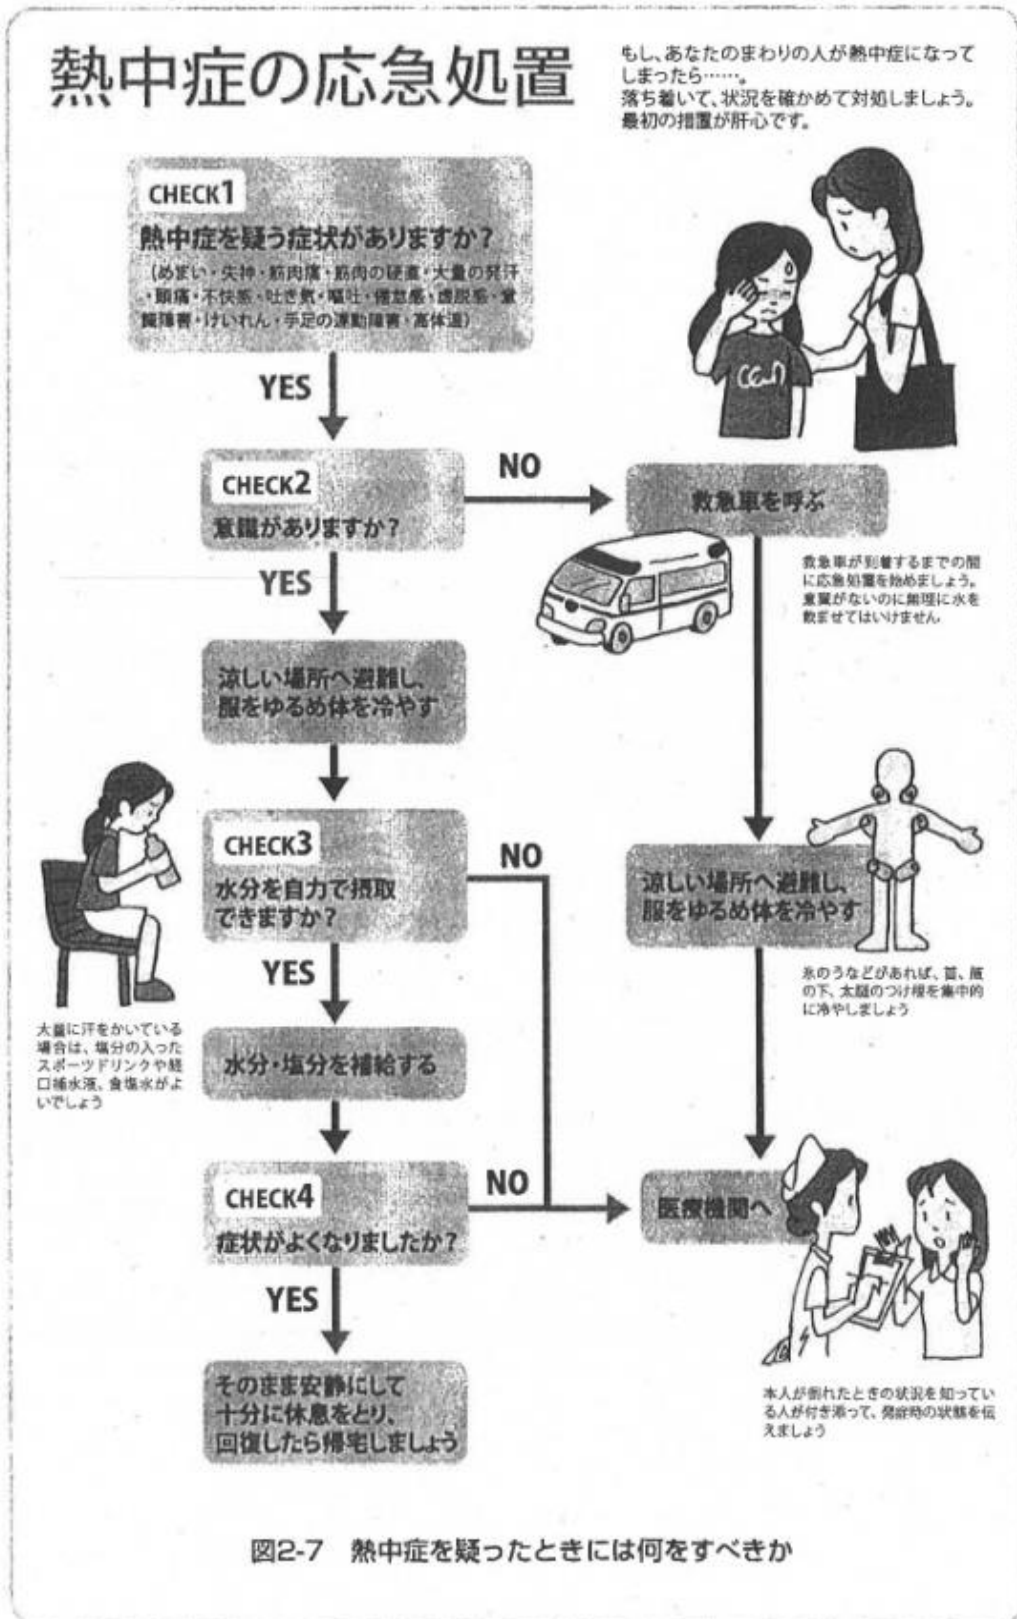 熱中症の応急処置
もし、あなたのまわりの人が熱中症になって
しまったら……。
落ち着いて、状況を確かめて対処しましょう。
最初の措置が肝心です。
CHECK1
熱中症を疑う症状がありますか？
（めまい・失神・筋肉痛・筋肉の硬直・大量の発汗
・頭痛・不快感・吐き気・嘔吐・倦怠感・虚脱感・意
識障害・けいれん・手足の運動障害・高体温）
YES
CHECK2
意識がありますか？
NO
救急車を呼ぶ
救急車が到着するまでの間
に応急処置を始めましょう。
意識がないのに無理に水を
飲ませてはいけません
YES
涼しい場所へ避難し、
服をゆるめ体を冷やす
CHECK3
水分を自力で摂取
できますか？
NO
涼しい場所へ避難し、
服をゆるめ体を冷やす
氷のうなどがあれば、首、腋
の下、太腿のつけ根を集中的
に冷やしましょう
YES
大量に汗をかいている
場合は、塩分の入った
スポーツドリンクや経
口補水液、食塩水がよ
いでしょう
水分・塩分を補給する
CHECK4
症状がよくなりましたか？
NO
医療機関へ
YES
そのまま安静にして
十分に休息をとり、
回復したら帰宅しましょう
本人が倒れたときの状況を知ってい
る人が付き添って、発症時の状態を伝
えましょう
図2-7　熱中症を疑ったときには何をすべきか